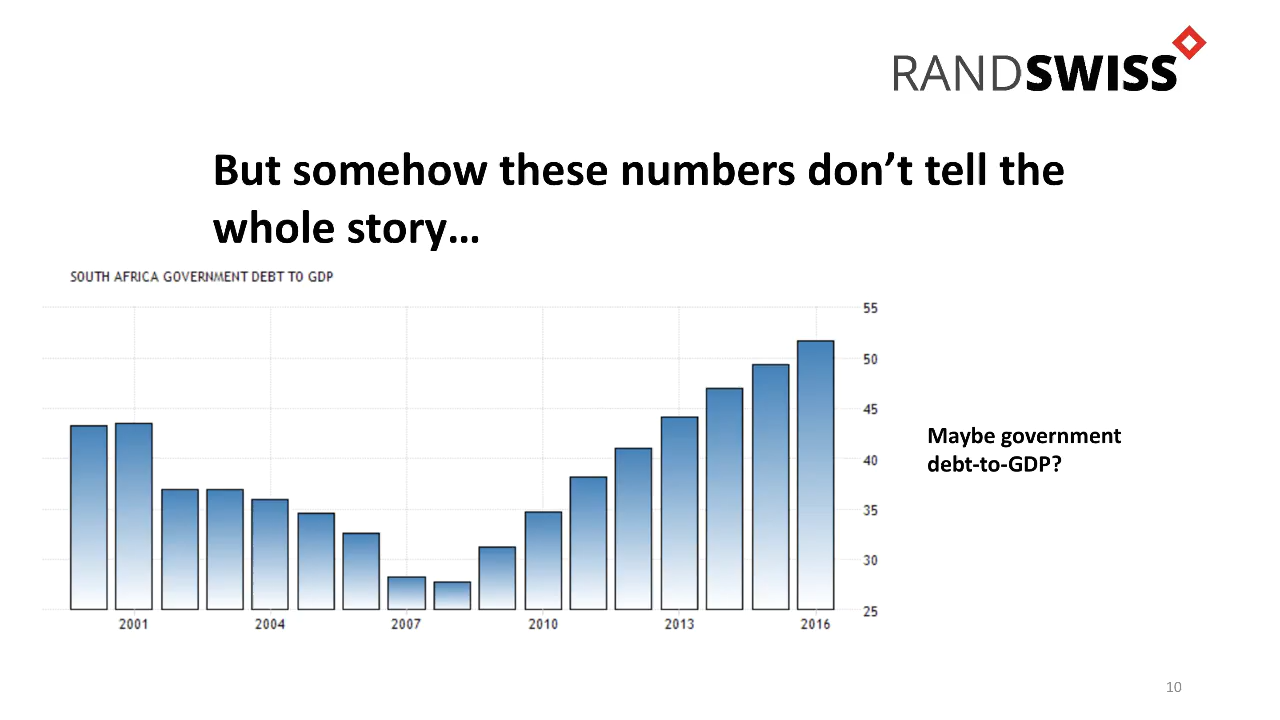 RANDSWISS
But somehow these numbers don’t tell the
whole story…
SOUTH AFRICA GOVERNMENT DEBT TO GDP
55
50
45
40
35
30
25
Maybe government
debt-to-GDP?
2001 2004 2007 2010 2013 2016
10